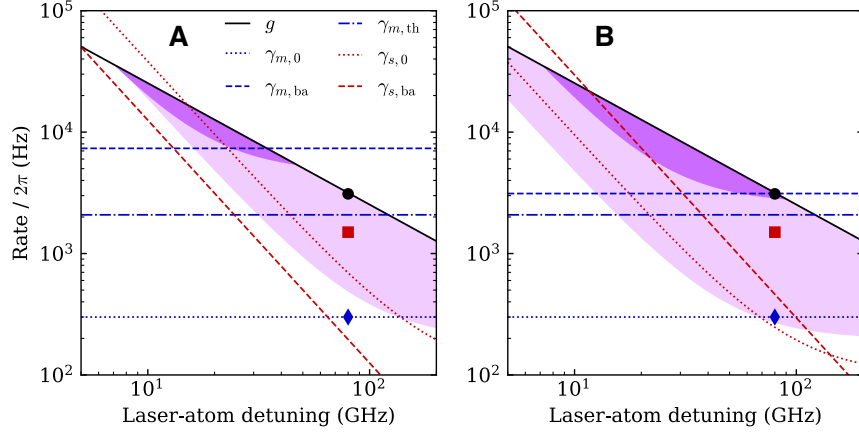 A
B
g
γ_{m,0}
γ_{m,ba}
γ_{m,th}
γ_{s,0}
γ_{s,ba}
10^5
10^4
10^3
10^2
Rate / 2π (Hz)
10^1
10^2
Laser-atom detuning (GHz)
10^5
10^4
10^3
10^2
10^1
10^2
Laser-atom detuning (GHz)